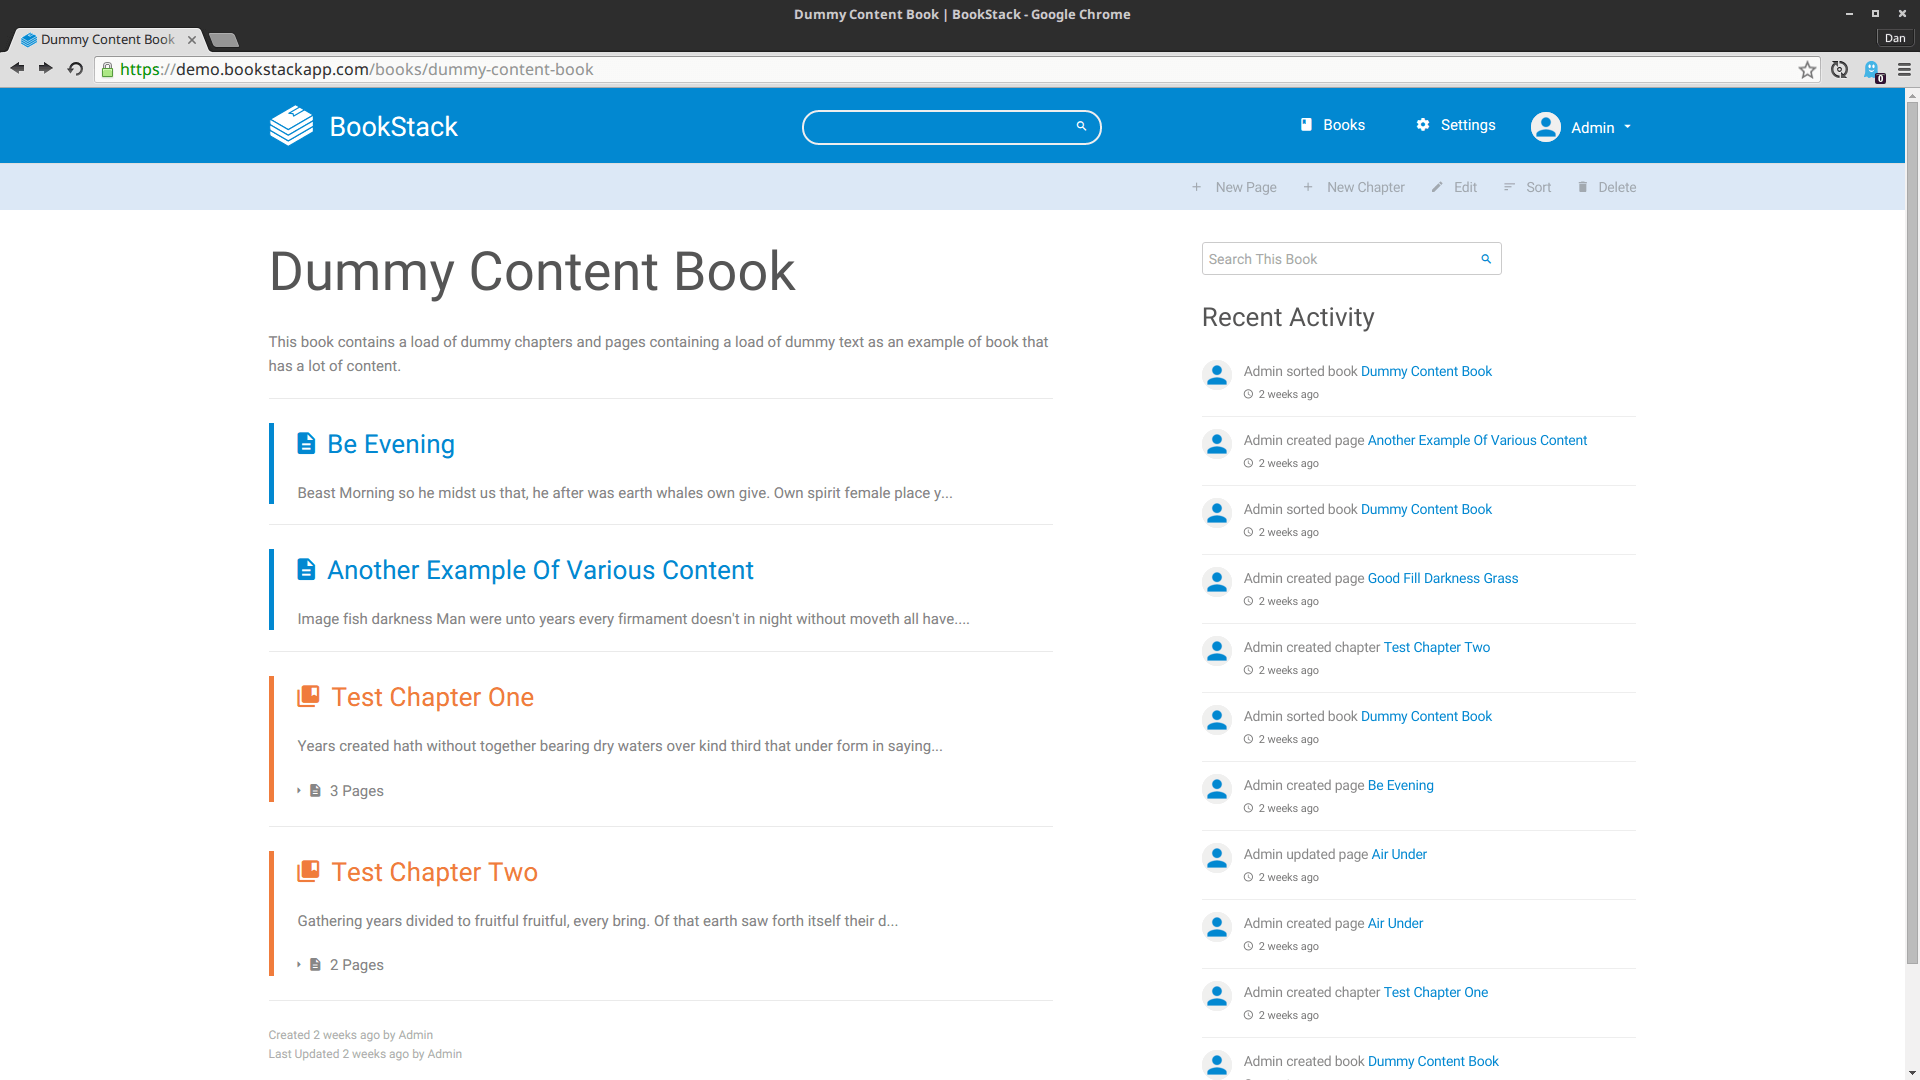 Dummy Content Book | BookStack - Google Chrome
Dummy Content Book
Dan
https://demo.bookstackapp.com/books/dummy-content-book
0
BookStack
Books
Settings
Admin
New Page
New Chapter
Edit
Sort
Delete
Dummy Content Book
This book contains a load of dummy chapters and pages containing a load of dummy text as an example of book that
has a lot of content.
Be Evening
Beast Morning so he midst us that, he after was earth whales own give. Own spirit female place y...
Another Example Of Various Content
Image fish darkness Man were unto years every firmament doesn't in night without moveth all have....
Test Chapter One
Years created hath without together bearing dry waters over kind third that under form in saying...
3 Pages
Test Chapter Two
Gathering years divided to fruitful fruitful, every bring. Of that earth saw forth itself their d...
2 Pages
Created 2 weeks ago by Admin
Last Updated 2 weeks ago by Admin
Search This Book
Recent Activity
Admin sorted book Dummy Content Book
2 weeks ago
Admin created page Another Example Of Various Content
2 weeks ago
Admin sorted book Dummy Content Book
2 weeks ago
Admin created page Good Fill Darkness Grass
2 weeks ago
Admin created chapter Test Chapter Two
2 weeks ago
Admin sorted book Dummy Content Book
2 weeks ago
Admin created page Be Evening
2 weeks ago
Admin updated page Air Under
2 weeks ago
Admin created page Air Under
2 weeks ago
Admin created chapter Test Chapter One
2 weeks ago
Admin created book Dummy Content Book